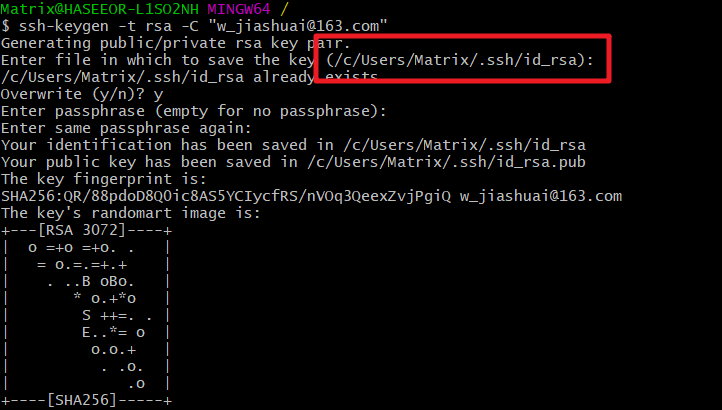 Matrix@HASEEOR-L1SO2NH MINGW64 /
$ ssh-keygen -t rsa -C "w_jiashuai@163.com"
Generating public/private rsa key pair.
Enter file in which to save the key (/c/Users/Matrix/.ssh/id_rsa):
/c/Users/Matrix/.ssh/id_rsa already exists.
Overwrite (y/n)? y
Enter passphrase (empty for no passphrase):
Enter same passphrase again:
Your identification has been saved in /c/Users/Matrix/.ssh/id_rsa
Your public key has been saved in /c/Users/Matrix/.ssh/id_rsa.pub
The key fingerprint is:
SHA256:QR/88pdoD8QOic8AS5YCIycfRS/nVOq3QeexZvjPgiQ w_jiashuai@163.com
The key's randomart image is:
+---[RSA 3072]----+
|  o =+o =+o. .   |
|   = o.=.=+.+    |
|    . ..B oBo.   |
|       * o.+*o   |
|        S ++=. . |
|        E..*= o  |
|         o.o.+   |
|          . .o.  |
|             .o  |
+----[SHA256]-----+